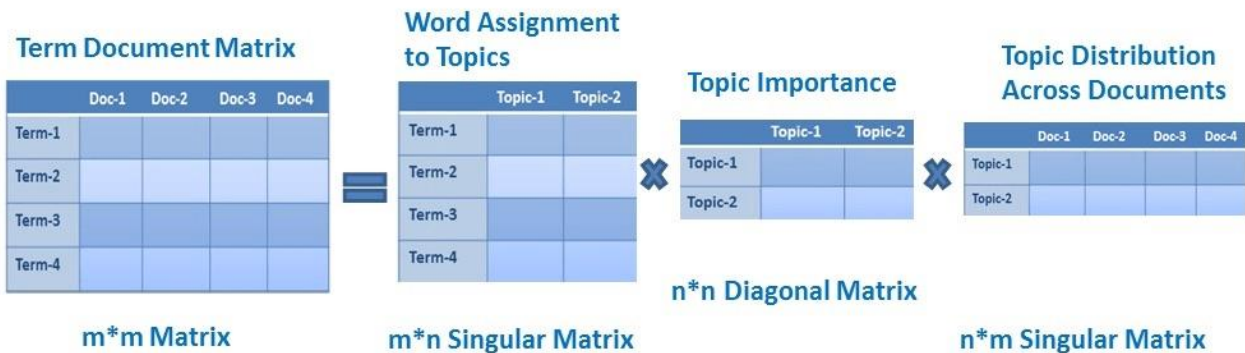 Term Document Matrix
Doc-1 Doc-2 Doc-3 Doc-4
Term-1
Term-2
Term-3
Term-4
m*m Matrix
Word Assignment
to Topics
Topic-1 Topic-2
Term-1
Term-2
Term-3
Term-4
m*n Singular Matrix
Topic Importance
Topic-1 Topic-2
Topic-1
Topic-2
n*n Diagonal Matrix
Topic Distribution
Across Documents
Doc-1 Doc-2 Doc-3 Doc-4
Topic-1
Topic-2
n*m Singular Matrix